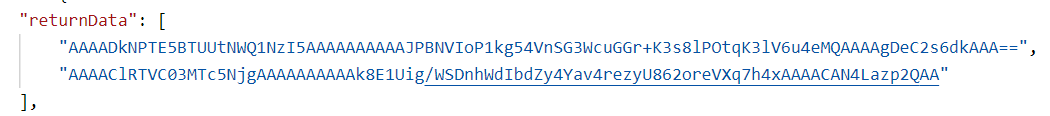 "returnData": [
"AAAADkNPTE5BTUUtNWQ1NzI5AAAAAAAAAAJPBNVIoP1kg54VnSG3WcuGGr+K3s8lPOtqK3lV6u4eMQAAAAgDeC2s6dkAAA==",
"AAAAClRTVC03MTc5NjgAAAAAAAAAAk8E1Uig/WSDnhWdIbdZy4Yav4rezyU862oreVXq7h4xAAAACAN4Lazp2QAA"
],